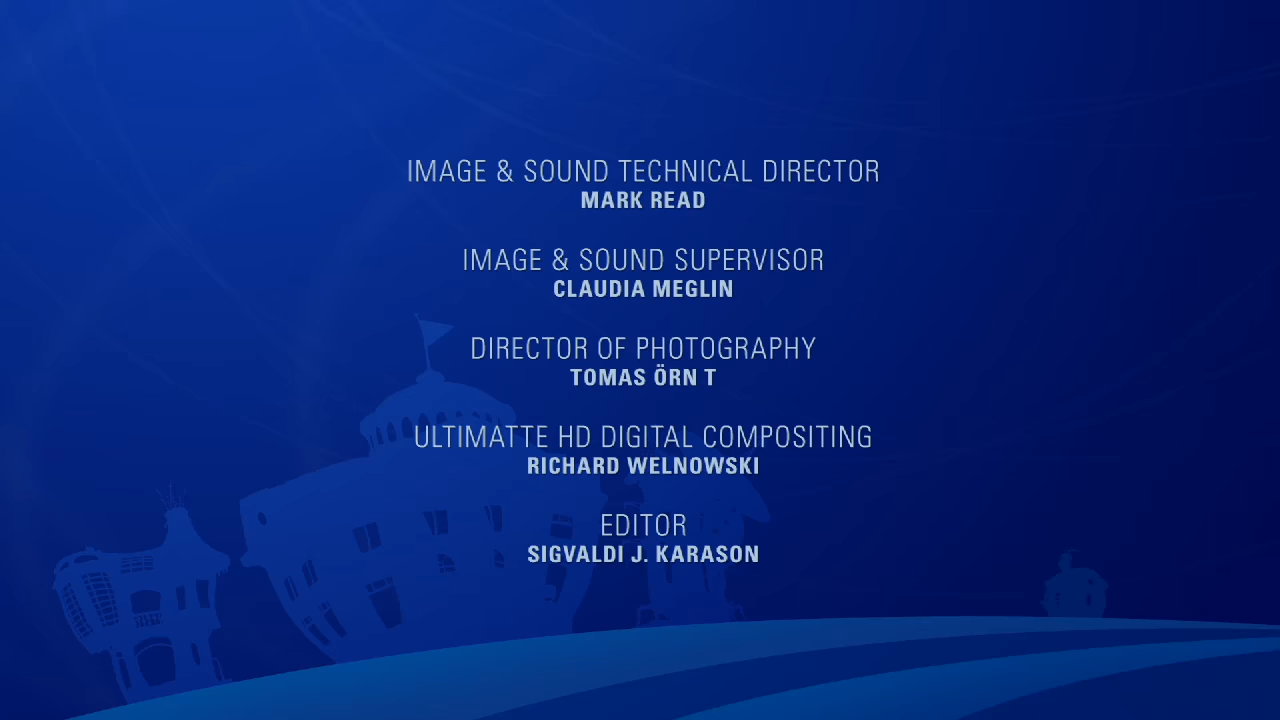 IMAGE & SOUND TECHNICAL DIRECTOR
MARK READ
IMAGE & SOUND SUPERVISOR
CLAUDIA MEGLIN
DIRECTOR OF PHOTOGRAPHY
TOMAS ÖRN T
ULTIMATTE HD DIGITAL COMPOSITING
RICHARD WELNOWSKI
EDITOR
SIGVALDI J. KARASON